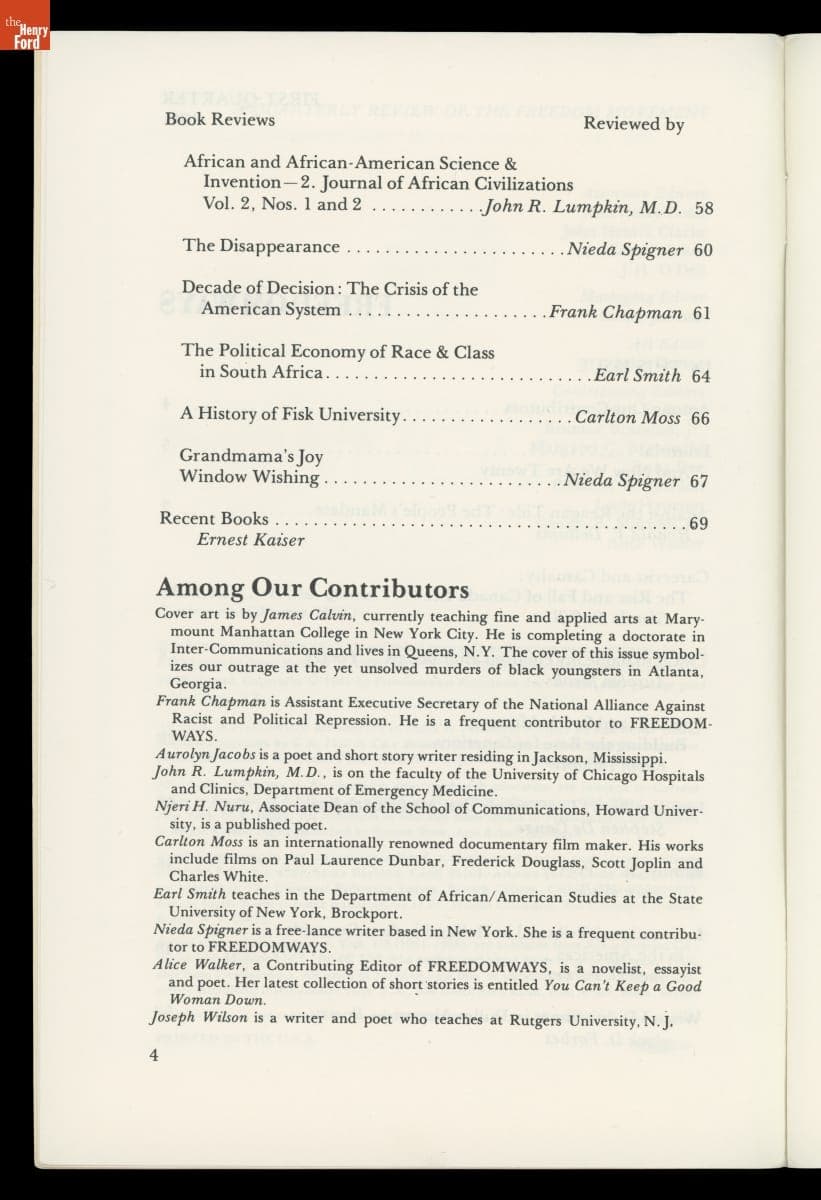 the
Henry
Ford
Book Reviews
Reviewed by
African and African-American Science &
Invention—2. Journal of African Civilizations
Vol. 2, Nos. 1 and 2 ............John R. Lumpkin, M.D. 58
The Disappearance .......................Nieda Spigner 60
Decade of Decision: The Crisis of the
American System .....................Frank Chapman 61
The Political Economy of Race & Class
in South Africa............................Earl Smith 64
A History of Fisk University..................Carlton Moss 66
Grandmama's Joy
Window Wishing .........................Nieda Spigner 67
Recent Books ...........................................69
Ernest Kaiser
Among Our Contributors
Cover art is by James Calvin, currently teaching fine and applied arts at Mary-
mount Manhattan College in New York City. He is completing a doctorate in
Inter-Communications and lives in Queens, N.Y. The cover of this issue symbol-
izes our outrage at the yet unsolved murders of black youngsters in Atlanta,
Georgia.
Frank Chapman is Assistant Executive Secretary of the National Alliance Against
Racist and Political Repression. He is a frequent contributor to FREEDOM-
WAYS.
Aurolyn Jacobs is a poet and short story writer residing in Jackson, Mississippi.
John R. Lumpkin, M.D., is on the faculty of the University of Chicago Hospitals
and Clinics, Department of Emergency Medicine.
Njeri H. Nuru, Associate Dean of the School of Communications, Howard Univer-
sity, is a published poet.
Carlton Moss is an internationally renowned documentary film maker. His works
include films on Paul Laurence Dunbar, Frederick Douglass, Scott Joplin and
Charles White.
Earl Smith teaches in the Department of African/American Studies at the State
University of New York, Brockport.
Nieda Spigner is a free-lance writer based in New York. She is a frequent contribu-
tor to FREEDOMWAYS.
Alice Walker, a Contributing Editor of FREEDOMWAYS, is a novelist, essayist
and poet. Her latest collection of short stories is entitled You Can't Keep a Good
Woman Down.
Joseph Wilson is a writer and poet who teaches at Rutgers University, N.J.
4